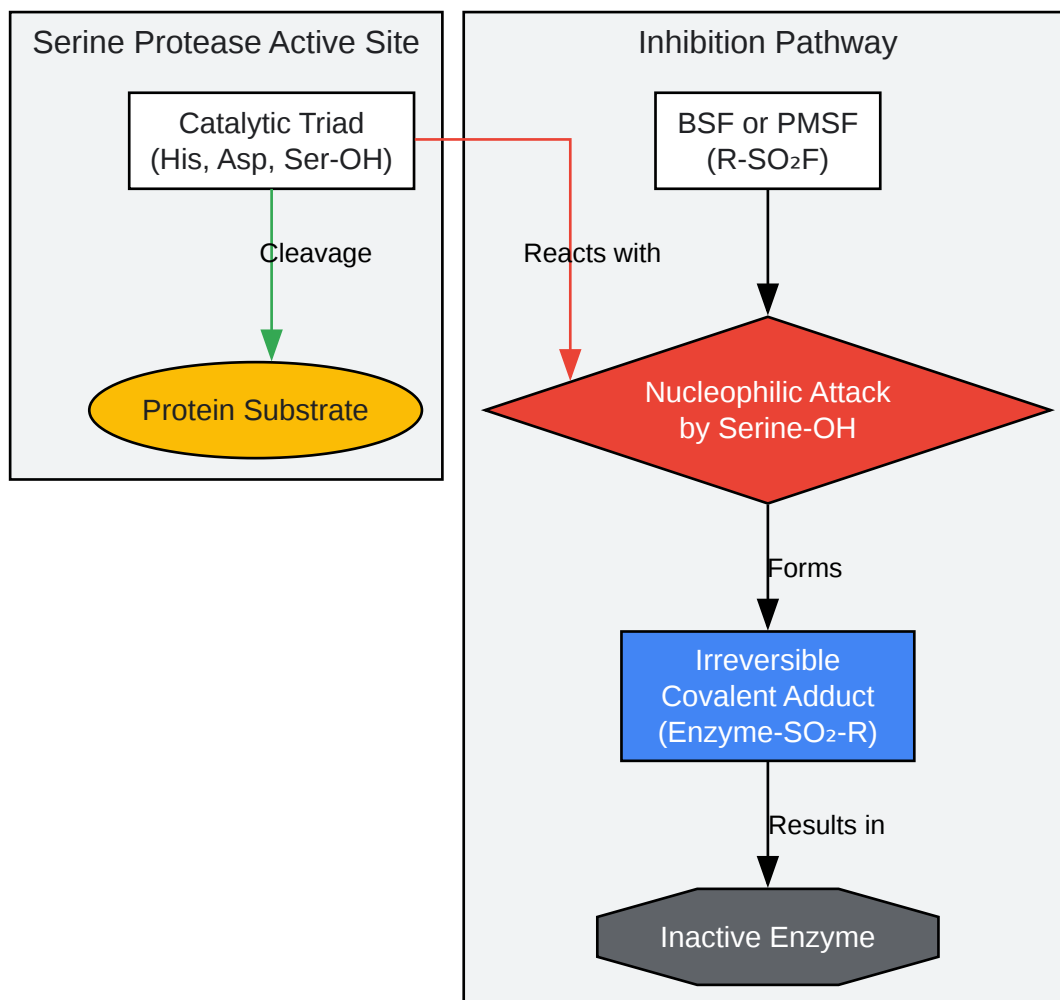 Serine Protease Active Site
Catalytic Triad
(His, Asp, Ser-OH)
Cleavage
Protein Substrate
Inhibition Pathway
BSF or PMSF
(R-SO₂F)
Reacts with
Nucleophilic Attack
by Serine-OH
Forms
Irreversible
Covalent Adduct
(Enzyme-SO₂-R)
Results in
Inactive Enzyme